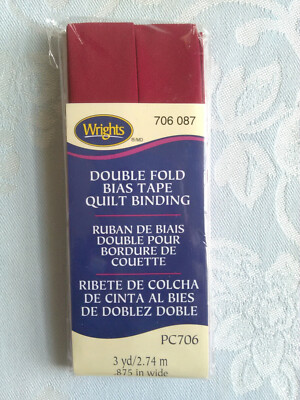 706 087
Wrights
DOUBLE FOLD
BIAS TAPE
QUILT BINDING
RUBAN DE BIAIS
DOUBLE POUR
BORDURE DE
COUETTE
RIBETE DE COLCHA
DE CINTA AL BIES
DE DOBLEZ DOBLE
PC706
3 yd/2.74 m
.875 in wide